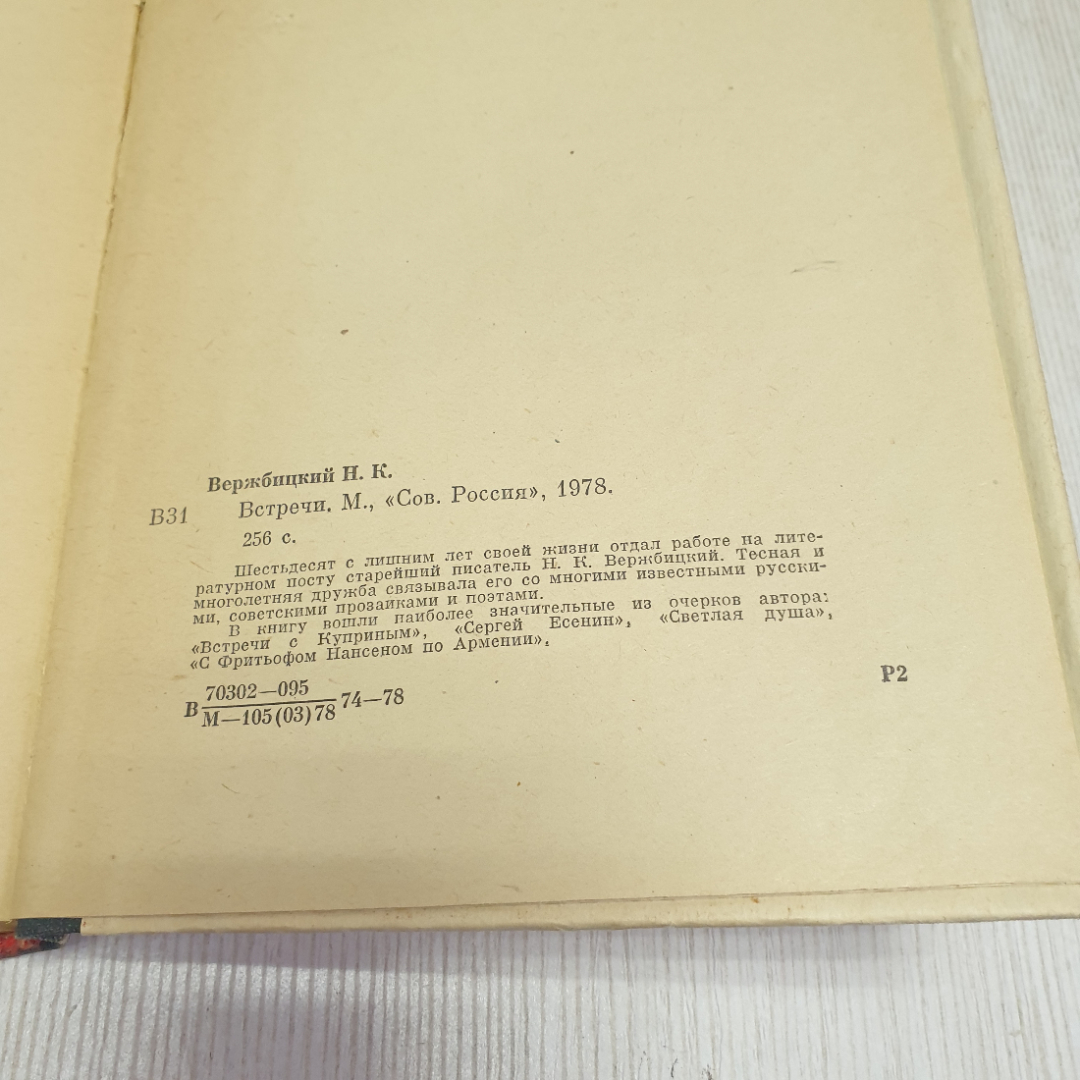 Вержбицкий Н. К.
В31 Встречи. М., «Сов. Россия», 1978.
256 с.
Шестьдесят с лишним лет своей жизни отдал работе на лите-
ратурном посту старейший писатель Н. К. Вержбицкий. Тесная и
многолетняя дружба связывала его со многими известными русски-
ми, советскими прозаиками и поэтами.
В книгу вошли наиболее значительные из очерков автора:
«Встречи с Куприным», «Сергей Есенин», «Светлая душа»,
«С Фритьофом Нансеном по Армении».
В 70302—095
М—105(03)78 74—78
Р2